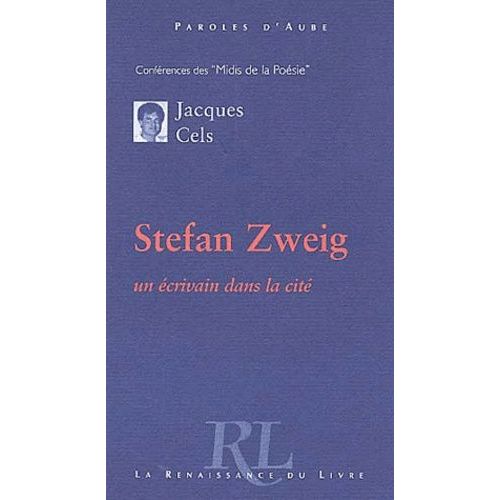 PAROLES D'AUBE
Conférences des "Midis de la Poésie"
Jacques
Cels
Stefan Zweig
un écrivain dans la cité
RL
LA RENAISSANCE DU LIVRE